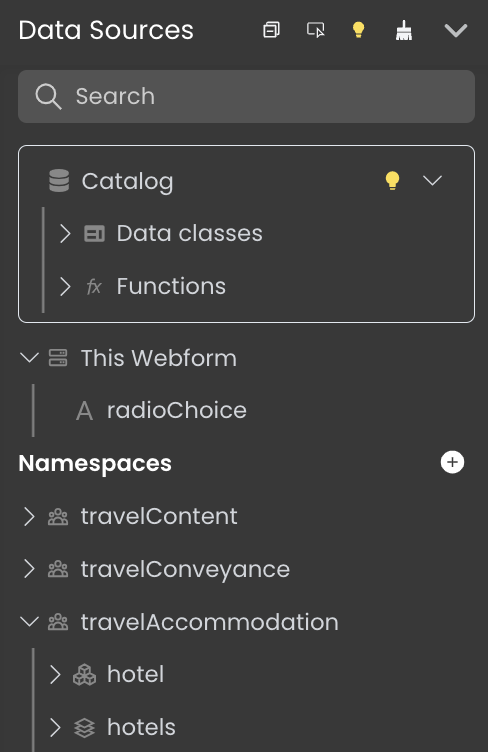 Data Sources
Search
Catalog
Data classes
fx Functions
This Webform
A radioChoice
Namespaces
travelContent
travelConveyance
travelAccommodation
hotel
hotels